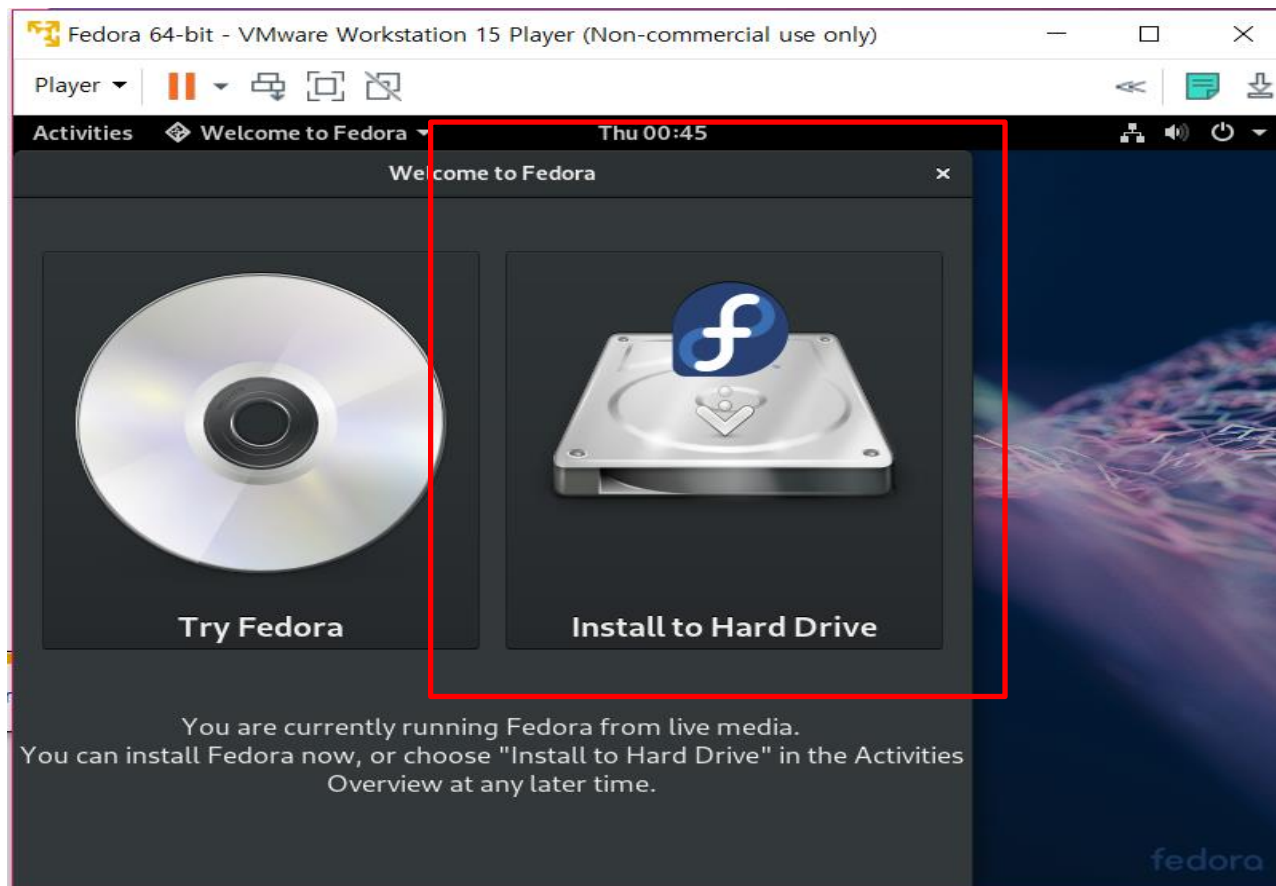 Fedora 64-bit - VMware Workstation 15 Player (Non-commercial use only)
Player
Activities Welcome to Fedora Thu 00:45
Welcome to Fedora
Try Fedora
Install to Hard Drive
You are currently running Fedora from live media.
You can install Fedora now, or choose "Install to Hard Drive" in the Activities
Overview at any later time.
fedora